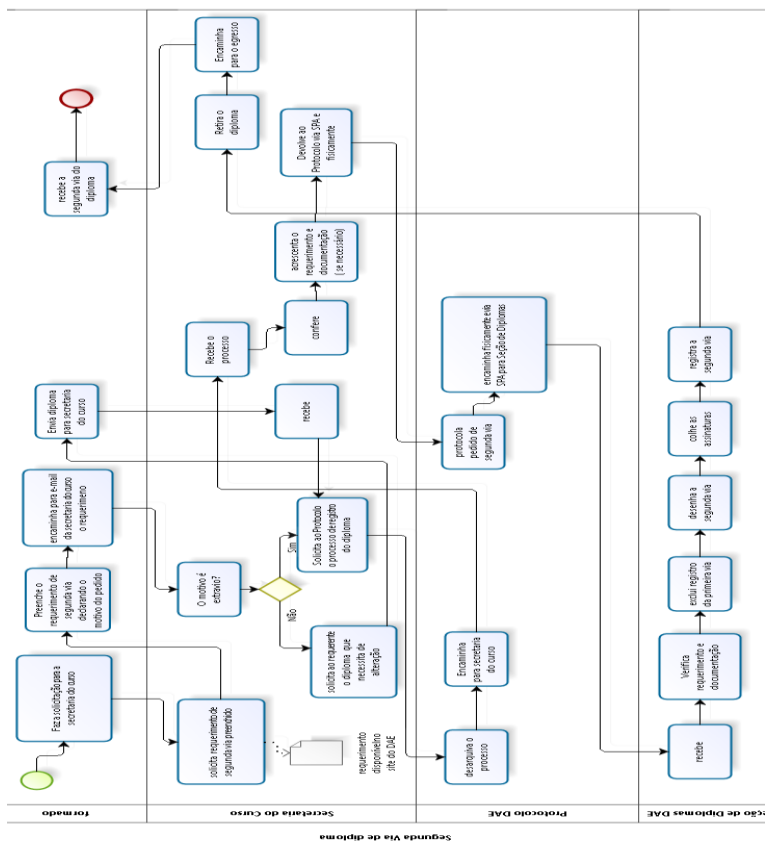 Segunda Via de diploma
formado
Faz a solicitação para a
secretaria do curso
Preenche o
requerimento de
segunda via
declarando o
motivo do pedido
encaminha para e-mail
da secretaria do curso
o requerimeno
Envia diploma
para secretaria
do curso
recebe a
segunda via do
diploma
Secretaria do Curso
solicita requerimento de
segunda via preenhido
requerimento
disponivel no
site do DAE
O motivo é
extravio?
Não
Sim
solicita ao requerente
o diploma que
necessita de
alteração
Solicita ao Protocolo
o processo de registro
do diploma
recebe
Recebe o
processo
confere
acrescenta o
requerimento e
documentação
( se necessário)
Devolve ao
Protocolo via SPA e
fisicamente
Retira o
diploma
Encaminha
para o egresso
Protocolo DAE
desarquiva o
processo
Encaminha
para secretaria
do curso
protocola
pedido de
segunda via
encaminha fisicamente e via
SPA para Seção de Diplomas
eção de Diplomas DAE
recebe
Verifica
requerimento e
documentação
exclui registro
da primeira via
desenha a
segunda via
colhe as
assinaturas
registra a
segunda via